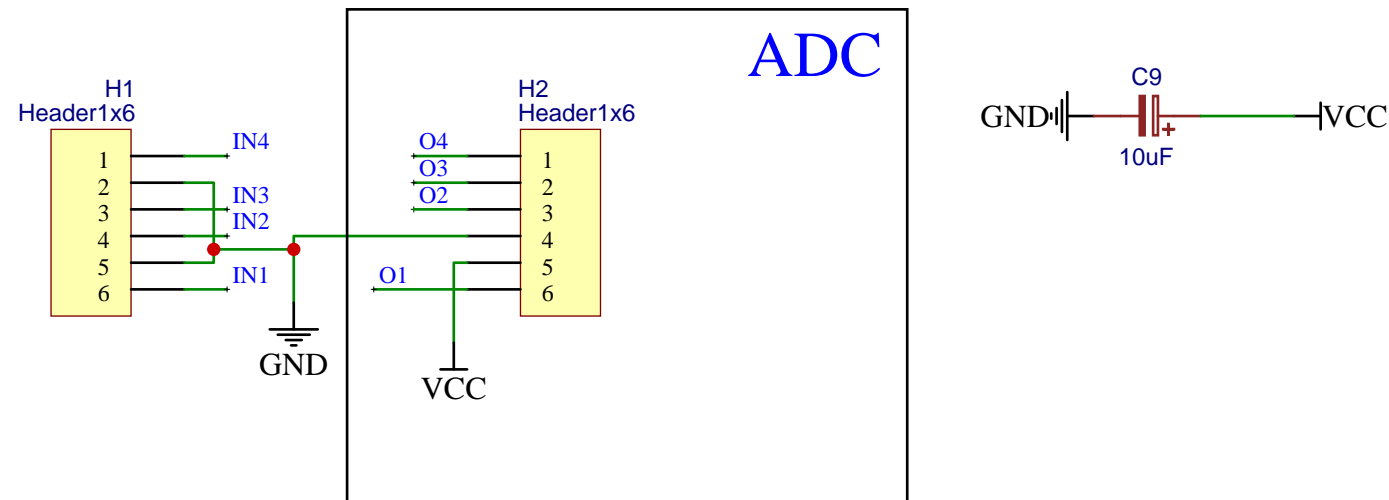 ADC
H1
Header1x6
1
2
3
4
5
6
IN4
IN3
IN2
IN1
GND
H2
Header1x6
O4
O3
O2
O1
1
2
3
4
5
6
VCC
C9
GND
+
VCC
10uF